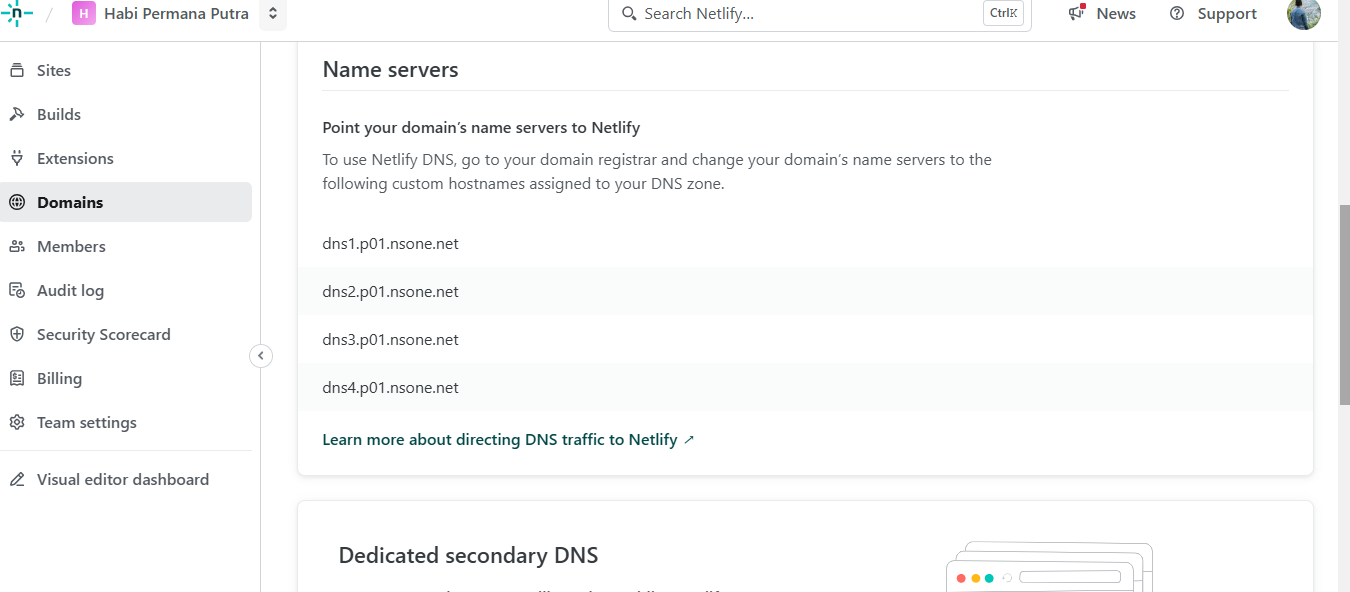 n / H Habi Permana Putra
Search Netlify... Ctrl K
News
Support
Sites
Builds
Extensions
Domains
Members
Audit log
Security Scorecard
Billing
Team settings
Visual editor dashboard
Name servers
Point your domain's name servers to Netlify
To use Netlify DNS, go to your domain registrar and change your domain's name servers to the
following custom hostnames assigned to your DNS zone.
dns1.p01.nsone.net
dns2.p01.nsone.net
dns3.p01.nsone.net
dns4.p01.nsone.net
Learn more about directing DNS traffic to Netlify ↗
Dedicated secondary DNS